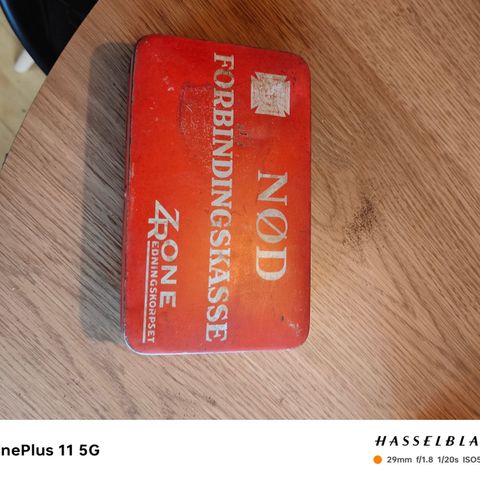 NØD
FORBINDINGSKASSE
ZONE
REDNINGSKORPSET
nePlus 11 5G
HASSELBLA
29mm f/1.8 1/20s ISO5